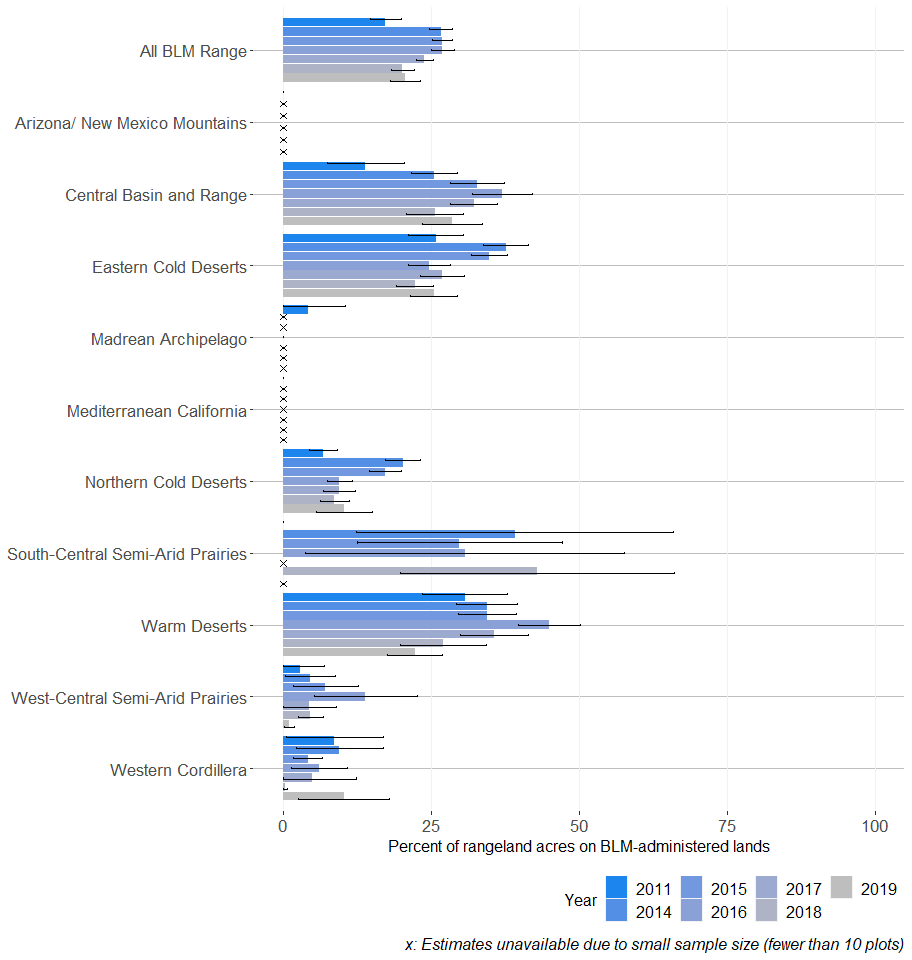 All BLM Range
Arizona/ New Mexico Mountains
Central Basin and Range
Eastern Cold Deserts
Madrean Archipelago
Mediterranean California
Northern Cold Deserts
South-Central Semi-Arid Prairies
Warm Deserts
West-Central Semi-Arid Prairies
Western Cordillera
0 25 50 75 100
Percent of rangeland acres on BLM-administered lands
Year
2011 2015 2017 2019
2014 2016 2018
x: Estimates unavailable due to small sample size (fewer than 10 plots)